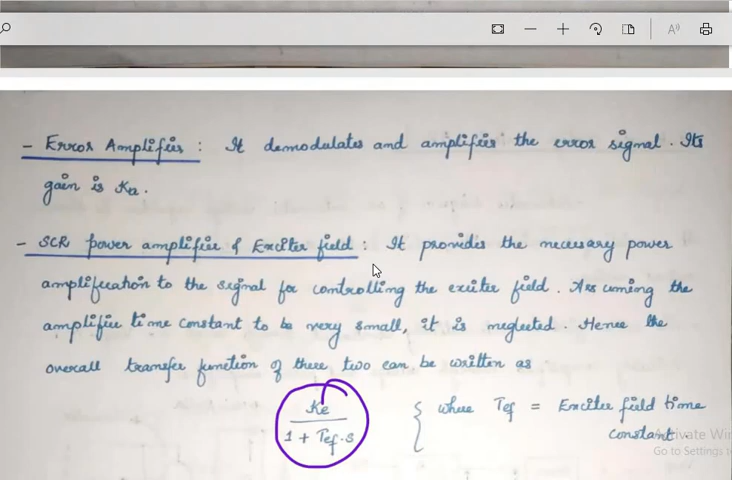 - Error Amplifier : It demodulates and amplifies the error signal. Its
gain is Ka.
- SCR power amplifier & Exciter field : It provides the necessary power
amplification to the signal for controlling the exciter field. Assuming the
amplifier time constant to be very small, it is neglected. Hence the
overall transfer function of these two can be written as
Ke
1 + Tef.s
{ where Tef = Exciter field time
constant
Activate Win
Go to Settings t